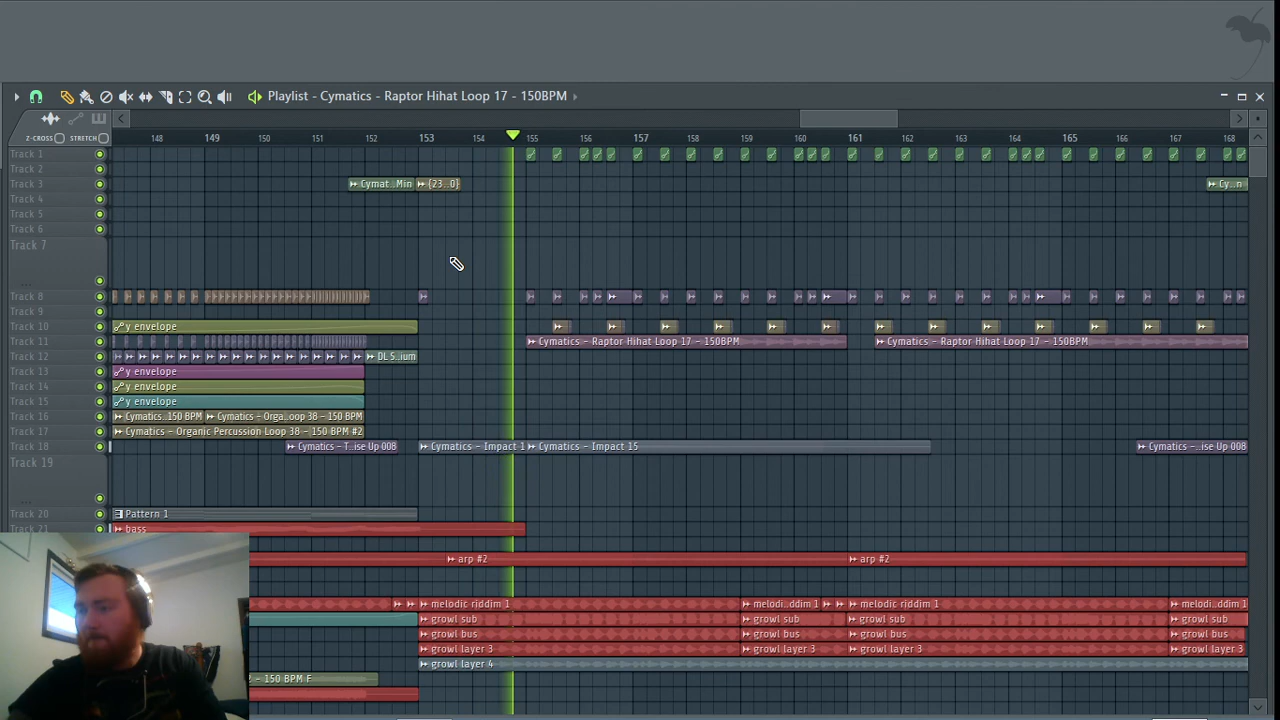 Playlist - Cymatics - Raptor Hihat Loop 17 - 150BPM
Z-CROSS STRETCH
148 149 150 151 152 153 154 155 156 157 158 159 160 161 162 163 164 165 166 167 168
Track 1
Track 2
Track 3 Cymat..Min {23..0} Cy..n
Track 4
Track 5
Track 6
Track 7
...
Track 8
Track 9
Track 10 y envelope
Track 11 Cymatics - Raptor Hihat Loop 17 - 150BPM Cymatics - Raptor Hihat Loop 17 - 150BPM
Track 12 DL S..ium
Track 13 y envelope
Track 14 y envelope
Track 15 y envelope
Track 16 Cymatics..150 BPM Cymatics - Orga..oop 38 - 150 BPM
Track 17 Cymatics - Organic Percussion Loop 38 - 150 BPM #2
Track 18 Cymatics - T..ise Up 008 Cymatics - Impact 1 Cymatics - Impact 15 Cymatics -..ise Up 008
Track 19
...
Track 20 Pattern 1
Track 21 bass
arp #2 arp #2
melodic riddim 1 melodi..ddim 1 melodic riddim 1 melodi..ddim 1
growl sub growl sub growl sub growl sub
growl bus growl bus growl bus growl bus
growl layer 3 growl layer 3 growl layer 3 growl layer 3
growl layer 4
- 150 BPM F